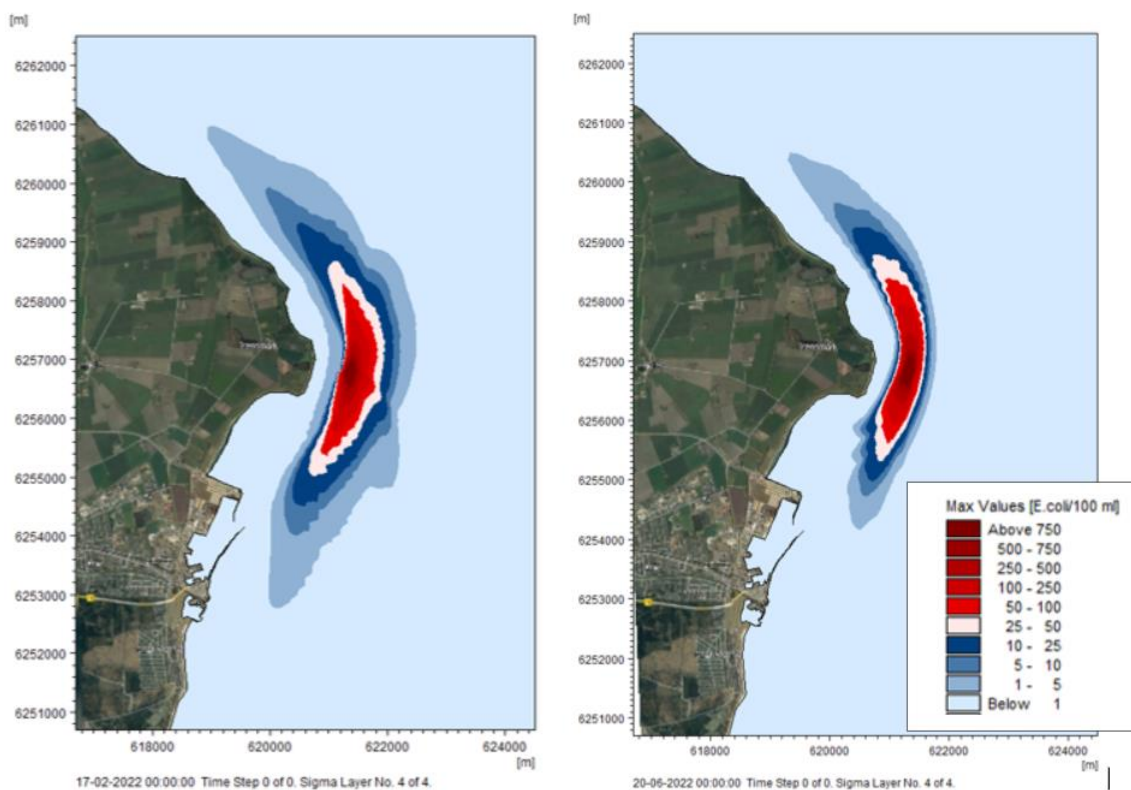 [m]
6262000
6261000
6260000
6259000
6258000
6257000
6256000
6255000
6254000
6253000
6252000
6251000
618000
620000
622000
624000
[m]
17-02-2022 00:00:00 Time Step 0 of 0. Sigma Layer No. 4 of 4.
[m]
6262000
6261000
6260000
6259000
6258000
6257000
6256000
6255000
6254000
6253000
6252000
6251000
618000
620000
622000
624000
[m]
20-06-2022 00:00:00 Time Step 0 of 0. Sigma Layer No. 4 of 4.
Max Values [E.coli/100 ml]
Above 750
500 - 750
250 - 500
100 - 250
50 - 100
25 - 50
10 - 25
5 - 10
1 - 5
Below 1